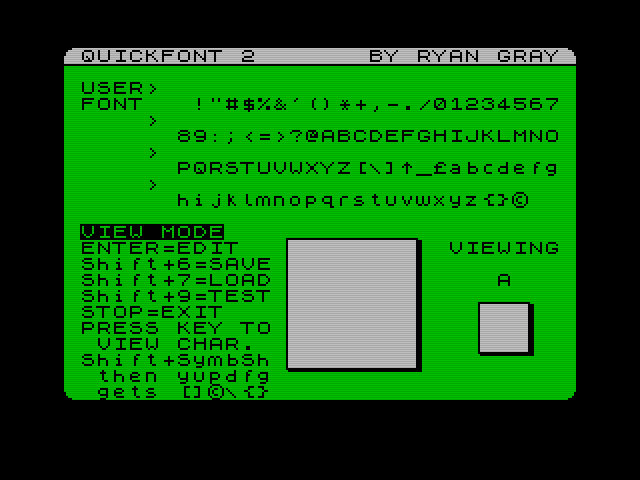 QUICKFONT 2 BY RYAN GRAY
USER>
FONT !"#$%&'()*+,-./01234567
>
89:;<=>?@ABCDEFGHIJKLMNO
>
PQRSTUVWXYZ[\]↑_£abcdefg
>
hijklmnopqrstuvwxyz{}©
VIEW MODE
ENTER=EDIT VIEWING
Shift+6=SAVE
Shift+7=LOAD A
Shift+9=TEST
STOP=EXIT
PRESS KEY TO
VIEW CHAR.
Shift+SymbSh
then yupdfg
gets []©\{}